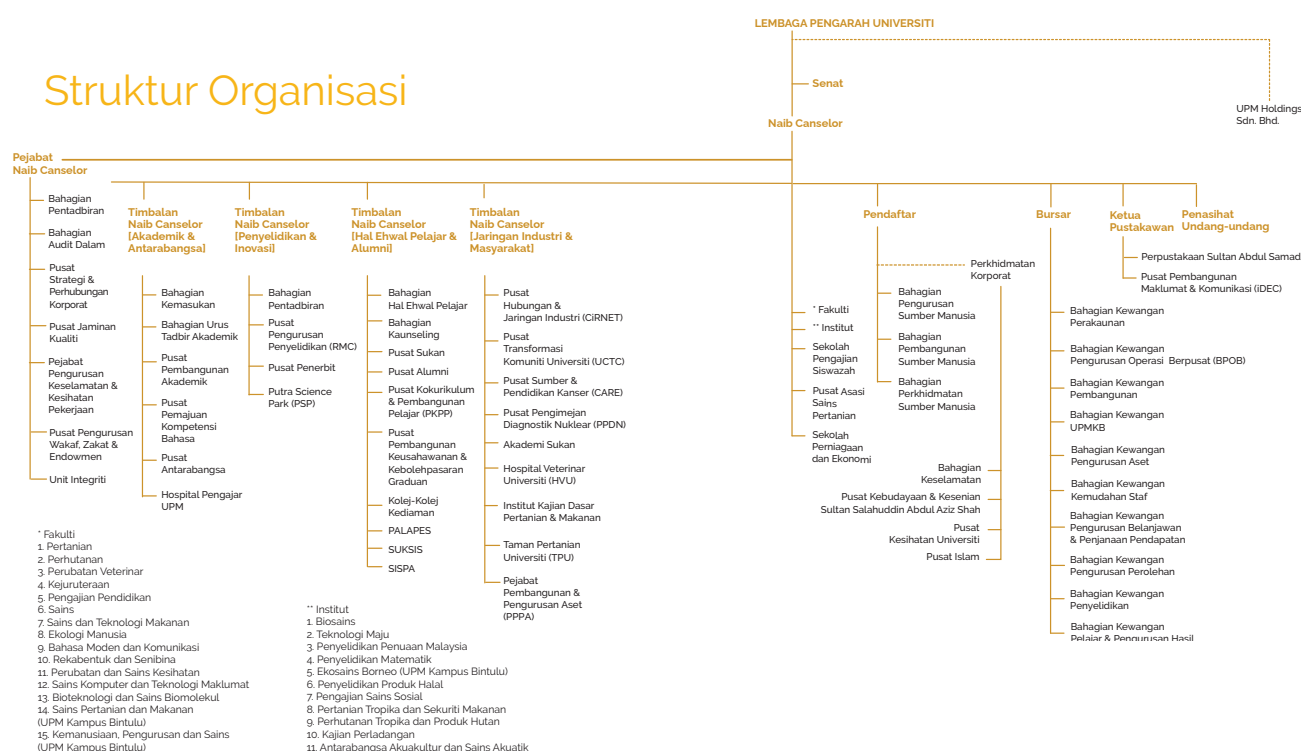 LEMBAGA PENGARAH UNIVERSITI
Struktur Organisasi
Senat
UPM Holdings
Sdn. Bhd.
Naib Canselor
Pejabat
Naib Canselor
Bahagian
Pentadbiran
Bahagian
Audit Dalam
Pusat
Strategi &
Perhubungan
Korporat
Pusat Jaminan
Kualiti
Pejabat
Pengurusan
Keselamatan &
Kesihatan
Pekerjaan
Pusat Pengurusan
Wakaf, Zakat &
Endowmen
Unit Integriti
Timbalan
Naib Canselor
[Akademik &
Antarabangsa]
Bahagian
Kemasukan
Bahagian Urus
Tadbir Akademik
Pusat
Pembangunan
Akademik
Pusat
Pemajuan
Kompetensi
Bahasa
Pusat
Antarabangsa
Hospital Pengajar
UPM
Timbalan
Naib Canselor
[Penyelidikan &
Inovasi]
Bahagian
Pentadbiran
Pusat
Pengurusan
Penyelidikan (RMC)
Pusat Penerbit
Putra Science
Park (PSP)
Timbalan
Naib Canselor
[Hal Ehwal Pelajar &
Alumni]
Bahagian
Hal Ehwal Pelajar
Bahagian
Kaunseling
Pusat Sukan
Pusat Alumni
Pusat Kokurikulum
& Pembangunan
Pelajar (PKPP)
Pusat
Pembangunan
Keusahawanan &
Kebolehpasaran
Graduan
Kolej-Kolej
Kediaman
PALAPES
SUKSIS
SISPA
Timbalan
Naib Canselor
[Jaringan Industri &
Masyarakat]
Pusat
Hubungan &
Jaringan Industri (CiRNET)
Pusat
Transformasi
Komuniti Universiti (UCTC)
Pusat Sumber &
Pendidikan Kanser (CARE)
Pusat Pengimejan
Diagnostik Nuklear (PPDN)
Akademi Sukan
Hospital Veterinar
Universiti (HVU)
Institut Kajian Dasar
Pertanian & Makanan
Taman Pertanian
Universiti (TPU)
Pejabat
Pembangunan &
Pengurusan Aset
(PPPA)
* Fakulti
** Institut
Sekolah
Pengajian
Siswazah
Pusat Asasi
Sains
Pertanian
Sekolah
Perniagaan
dan Ekonomi
Pendaftar
Perkhidmatan
Korporat
Bahagian
Pengurusan
Sumber Manusia
Bahagian
Pembangunan
Sumber Manusia
Bahagian
Perkhidmatan
Sumber Manusia
Bahagian
Keselamatan
Pusat Kebudayaan & Kesenian
Sultan Salahuddin Abdul Aziz Shah
Pusat
Kesihatan Universiti
Pusat Islam
Bursar
Bahagian Kewangan
Perakaunan
Bahagian Kewangan
Pengurusan Operasi Berpusat (BPOB)
Bahagian Kewangan
Pembangunan
Bahagian Kewangan
UPMKB
Bahagian Kewangan
Pengurusan Aset
Bahagian Kewangan
Kemudahan Staf
Bahagian Kewangan
Pengurusan Belanjawan
& Penjanaan Pendapatan
Bahagian Kewangan
Pengurusan Perolehan
Bahagian Kewangan
Penyelidikan
Bahagian Kewangan
Pelajar & Pengurusan Hasil
Ketua
Pustakawan
Perpustakaan Sultan Abdul Samad
Pusat Pembangunan
Maklumat & Komunikasi (iDEC)
Penasihat
Undang-undang
* Fakulti
1. Pertanian
2. Perhutanan
3. Perubatan Veterinar
4. Kejuruteraan
5. Pengajian Pendidikan
6. Sains
7. Sains dan Teknologi Makanan
8. Ekologi Manusia
9. Bahasa Moden dan Komunikasi
10. Rekabentuk dan Senibina
11. Perubatan dan Sains Kesihatan
12. Sains Komputer dan Teknologi Maklumat
13. Bioteknologi dan Sains Biomolekul
14. Sains Pertanian dan Makanan
(UPM Kampus Bintulu)
15. Kemanusiaan, Pengurusan dan Sains
(UPM Kampus Bintulu)
** Institut
1. Biosains
2. Teknologi Maju
3. Penyelidikan Penuaan Malaysia
4. Penyelidikan Matematik
5. Ekosains Borneo (UPM Kampus Bintulu)
6. Penyelidikan Produk Halal
7. Pengajian Sains Sosial
8. Pertanian Tropika dan Sekuriti Makanan
9. Perhutanan Tropika dan Produk Hutan
10. Kajian Perladangan
11. Antarabangsa Akuakultur dan Sains Akuatik